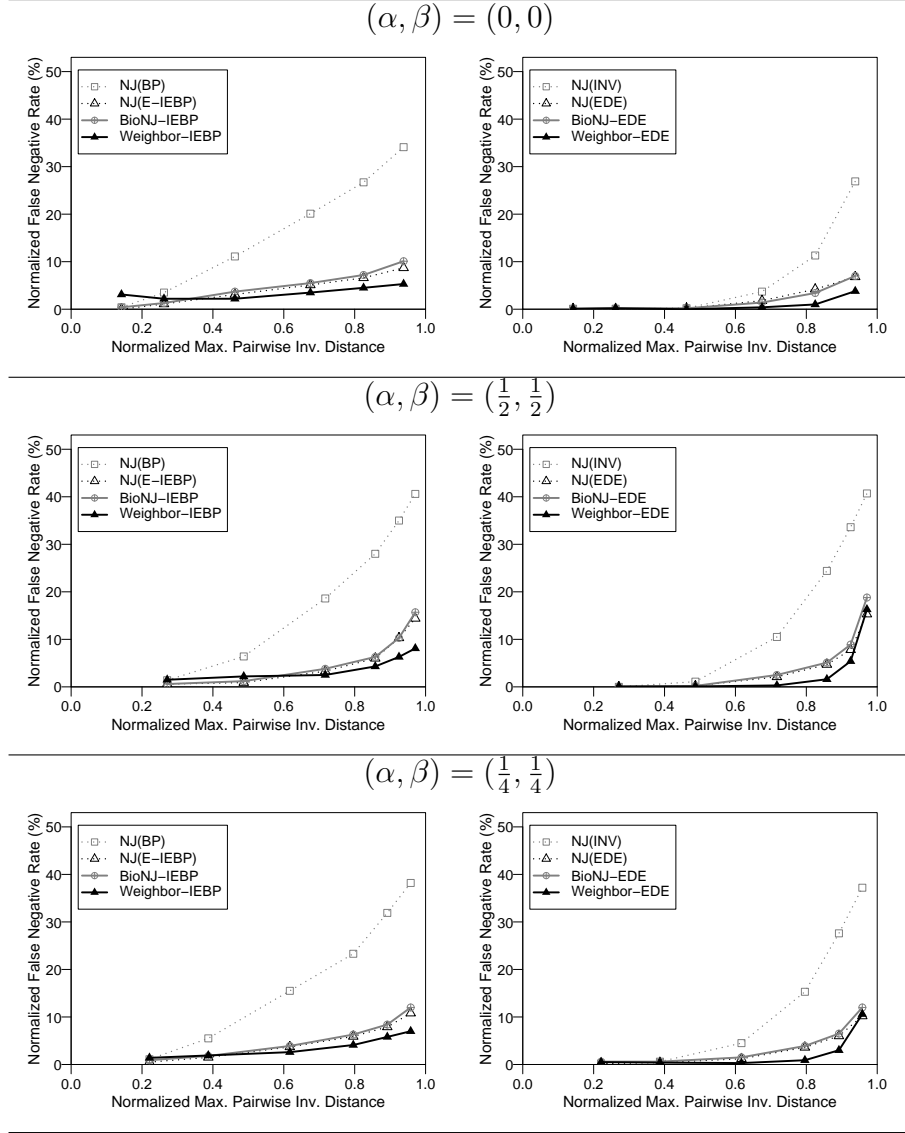 (α, β) = (0, 0)
Normalized False Negative Rate (%)
50
40
30
20
10
0
NJ(BP)
NJ(E−IEBP)
BioNJ−IEBP
Weighbor−IEBP
0.0 0.2 0.4 0.6 0.8 1.0
Normalized Max. Pairwise Inv. Distance
Normalized False Negative Rate (%)
50
40
30
20
10
0
NJ(INV)
NJ(EDE)
BioNJ−EDE
Weighbor−EDE
0.0 0.2 0.4 0.6 0.8 1.0
Normalized Max. Pairwise Inv. Distance
(α, β) = (1/2, 1/2)
Normalized False Negative Rate (%)
50
40
30
20
10
0
NJ(BP)
NJ(E−IEBP)
BioNJ−IEBP
Weighbor−IEBP
0.0 0.2 0.4 0.6 0.8 1.0
Normalized Max. Pairwise Inv. Distance
Normalized False Negative Rate (%)
50
40
30
20
10
0
NJ(INV)
NJ(EDE)
BioNJ−EDE
Weighbor−EDE
0.0 0.2 0.4 0.6 0.8 1.0
Normalized Max. Pairwise Inv. Distance
(α, β) = (1/4, 1/4)
Normalized False Negative Rate (%)
50
40
30
20
10
0
NJ(BP)
NJ(E−IEBP)
BioNJ−IEBP
Weighbor−IEBP
0.0 0.2 0.4 0.6 0.8 1.0
Normalized Max. Pairwise Inv. Distance
Normalized False Negative Rate (%)
50
40
30
20
10
0
NJ(INV)
NJ(EDE)
BioNJ−EDE
Weighbor−EDE
0.0 0.2 0.4 0.6 0.8 1.0
Normalized Max. Pairwise Inv. Distance